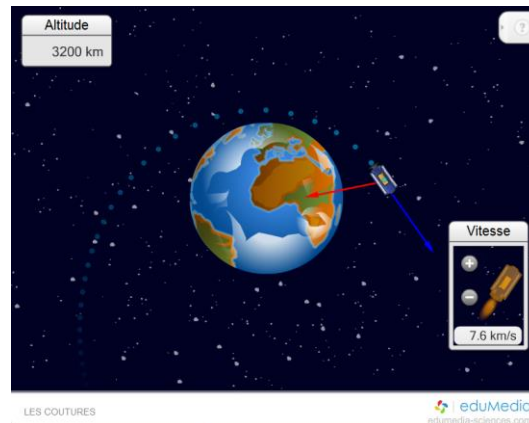 Altitude
3200 km
?
Vitesse
+
−
7.6 km/s
LES COUTURES
eduMedia
edumedia-sciences.com